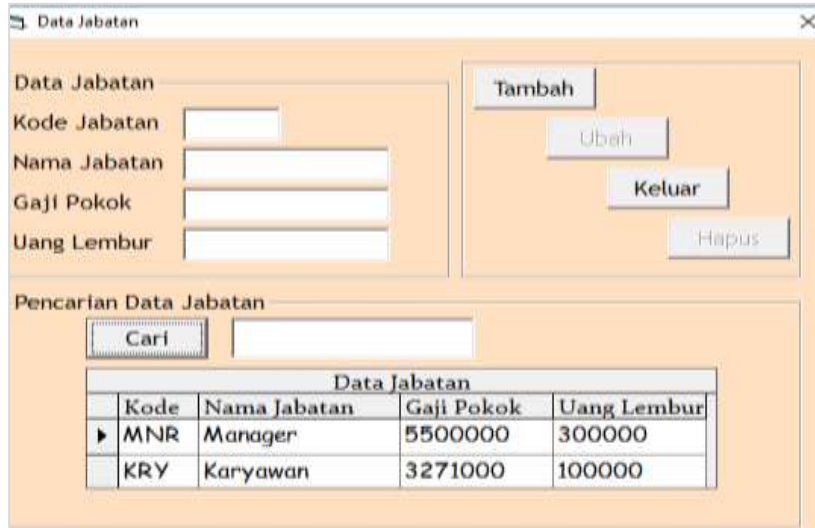 Data Jabatan
Data Jabatan
Kode Jabatan
Nama Jabatan
Gaji Pokok
Uang Lembur
Tambah
Ubah
Keluar
Hapus
Pencarian Data Jabatan
Cari
Data Jabatan
Kode Nama Jabatan Gaji Pokok Uang Lembur
MNR Manager 5500000 300000
KRY Karyawan 3271000 100000